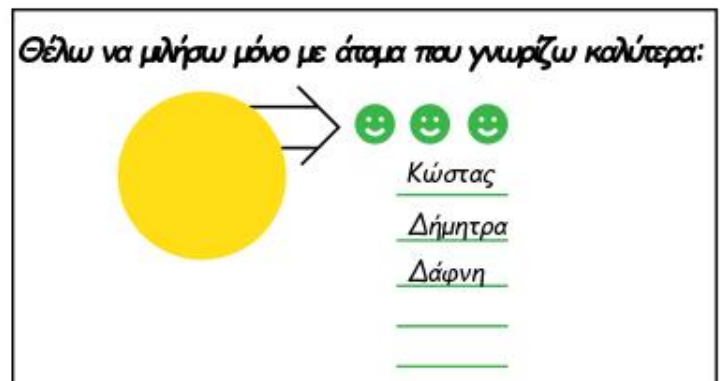 Θέλω να μιλήσω μόνο με άτομα που γνωρίζω καλύτερα:
Κώστας
Δήμητρα
Δάφνη